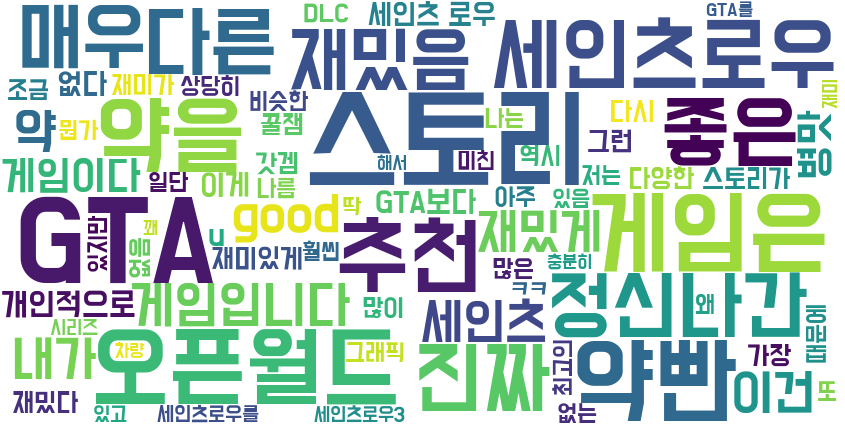 매우
다른
재밌음
DLC
세인츠 로우
세인츠로우
GTA를
조금
없다
재미가
상당히
비슷한
꿀잼
스토리
나는
다시
좋은
재미
약
뭔가
약을
갓겜
해서
미친
역시
그런
병맛
게임이다
일단
이게
나름
저는
다양한
스토리가
GTA
있지만
꽤
없음
u
good
딱
GTA보다
아주
있음
재미있게
훨씬
추천
재밌게
많은
충분히
게임은
개인적으로
게임입니다
많이
세인츠
ㅋㅋ
정신나간
왜
때문에
시리즈
내가
차량
오픈월드
그래픽
진짜
최고의
약빤
가장
이건
또
재밌다
있고
세인츠로우를
세인츠로우3
없는